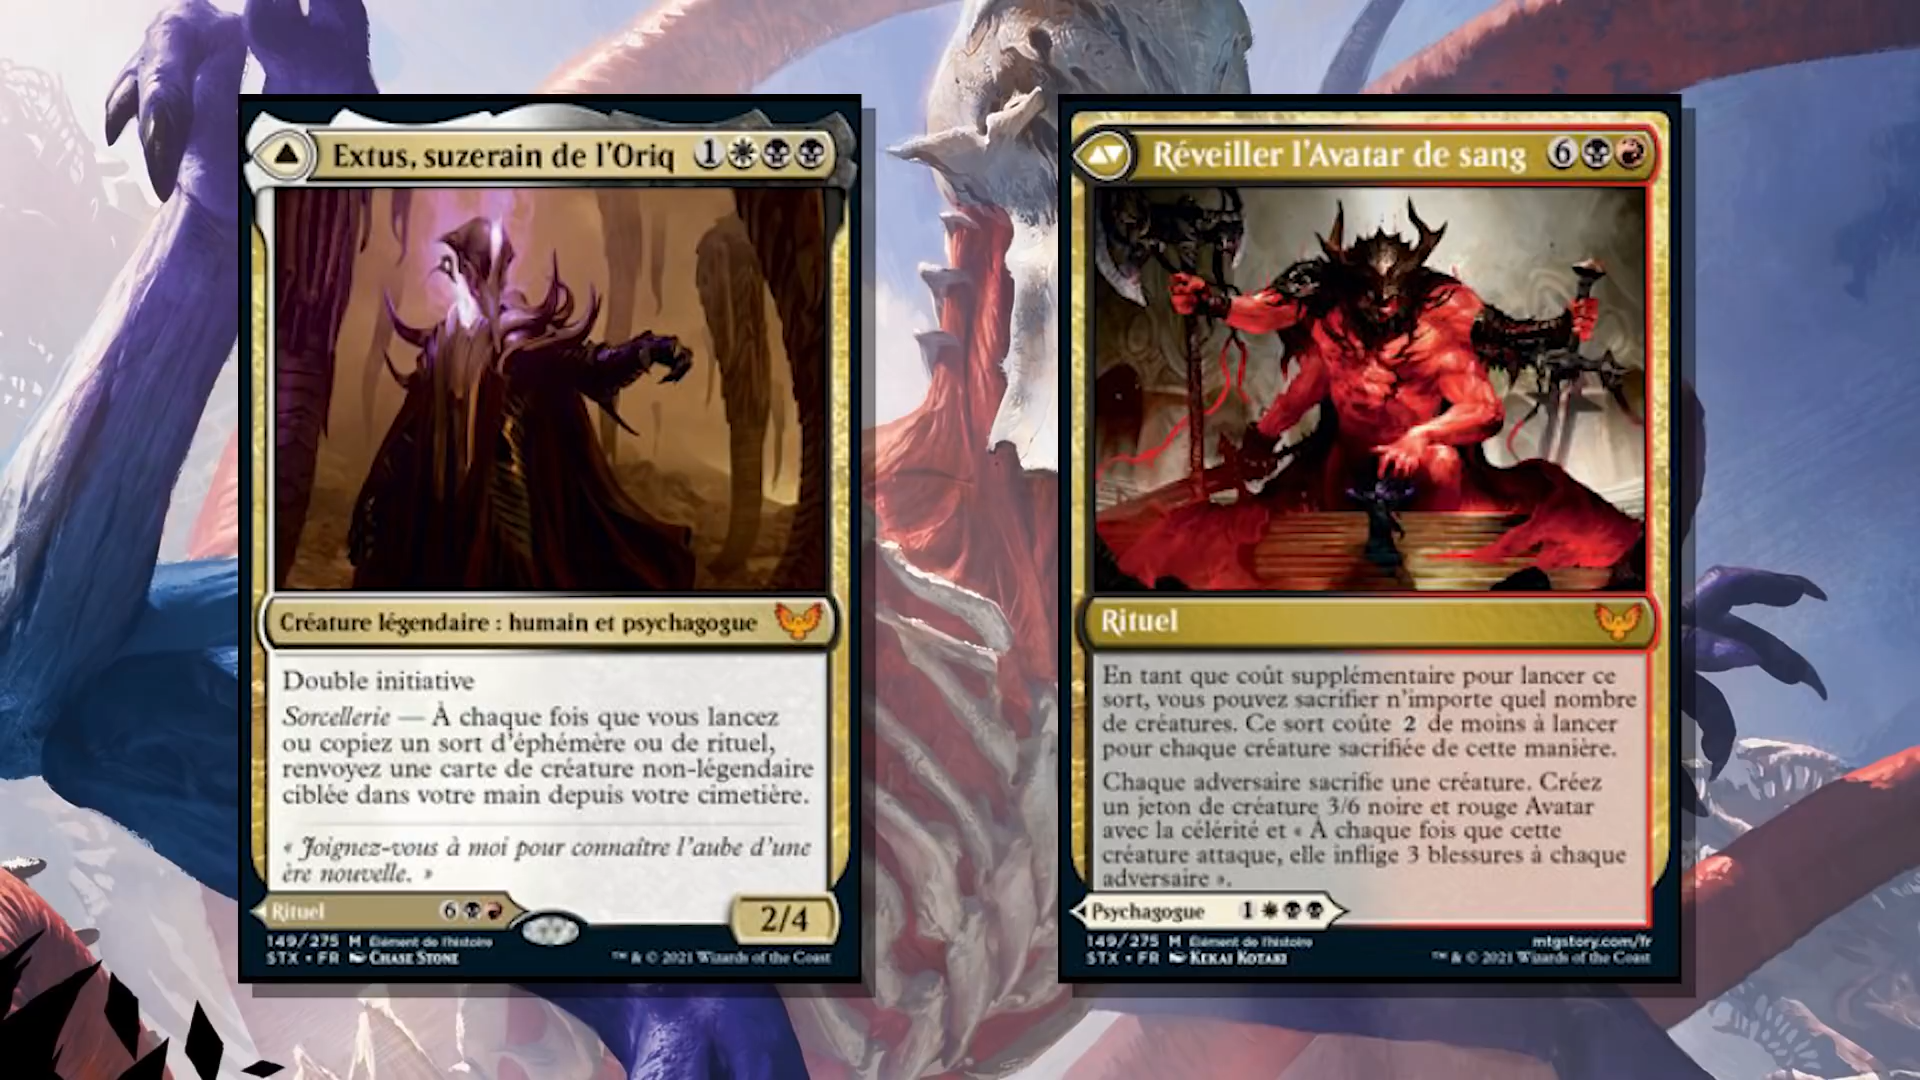 Extus, suzerain de l'Oriq 1
Créature légendaire : humain et psychagogue
Double initiative
Sorcellerie — À chaque fois que vous lancez
ou copiez un sort d'éphémère ou de rituel,
renvoyez une carte de créature non-légendaire
ciblée dans votre main depuis votre cimetière.
« Joignez-vous à moi pour connaître l'aube d'une
ère nouvelle. »
Rituel 6
2/4
149/275 M Élément de l'histoire
STX • FR CHASE STONE
™ & © 2021 Wizards of the Coast
Réveiller l'Avatar de sang 6
Rituel
En tant que coût supplémentaire pour lancer ce
sort, vous pouvez sacrifier n'importe quel nombre
de créatures. Ce sort coûte 2 de moins à lancer
pour chaque créature sacrifiée de cette manière.
Chaque adversaire sacrifie une créature. Créez
un jeton de créature 3/6 noire et rouge Avatar
avec la célérité et « À chaque fois que cette
créature attaque, elle inflige 3 blessures à chaque
adversaire ».
Psychagogue 1
149/275 M Élément de l'histoire
STX • FR KEKAI KOTAKI
mtgstory.com/fr
™ & © 2021 Wizards of the Coast